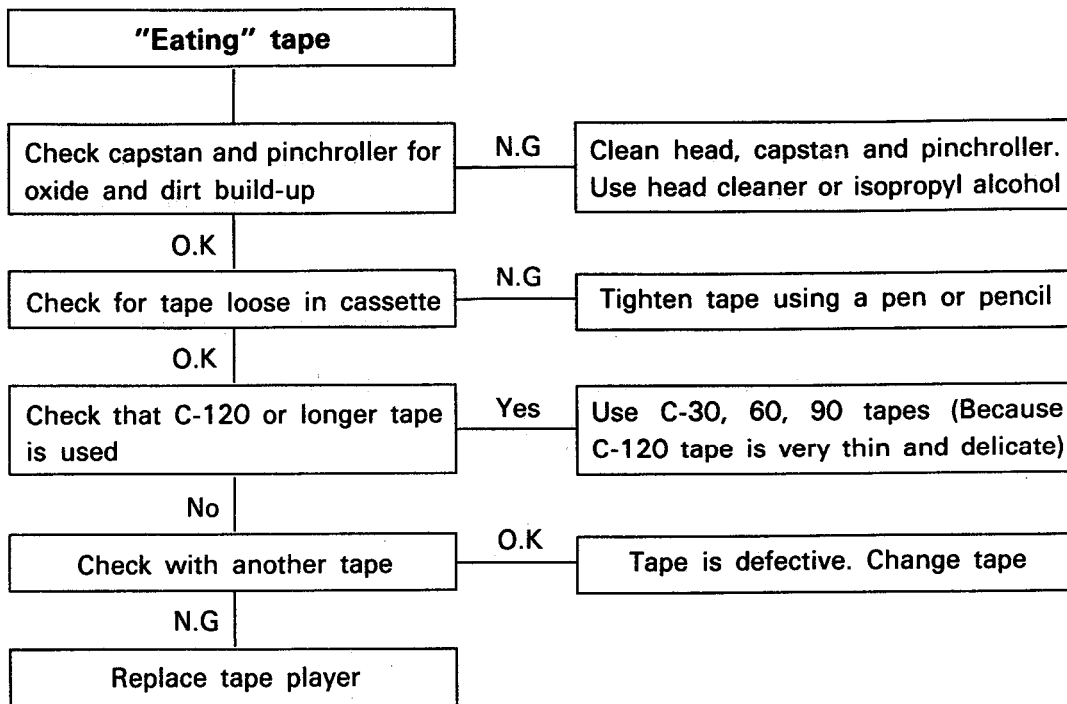 "Eating" tape
Check capstan and pinchroller for
oxide and dirt build-up
N.G
Clean head, capstan and pinchroller.
Use head cleaner or isopropyl alcohol
O.K
Check for tape loose in cassette
N.G
Tighten tape using a pen or pencil
O.K
Check that C-120 or longer tape
is used
Yes
Use C-30, 60, 90 tapes (Because
C-120 tape is very thin and delicate)
No
Check with another tape
O.K
Tape is defective. Change tape
N.G
Replace tape player